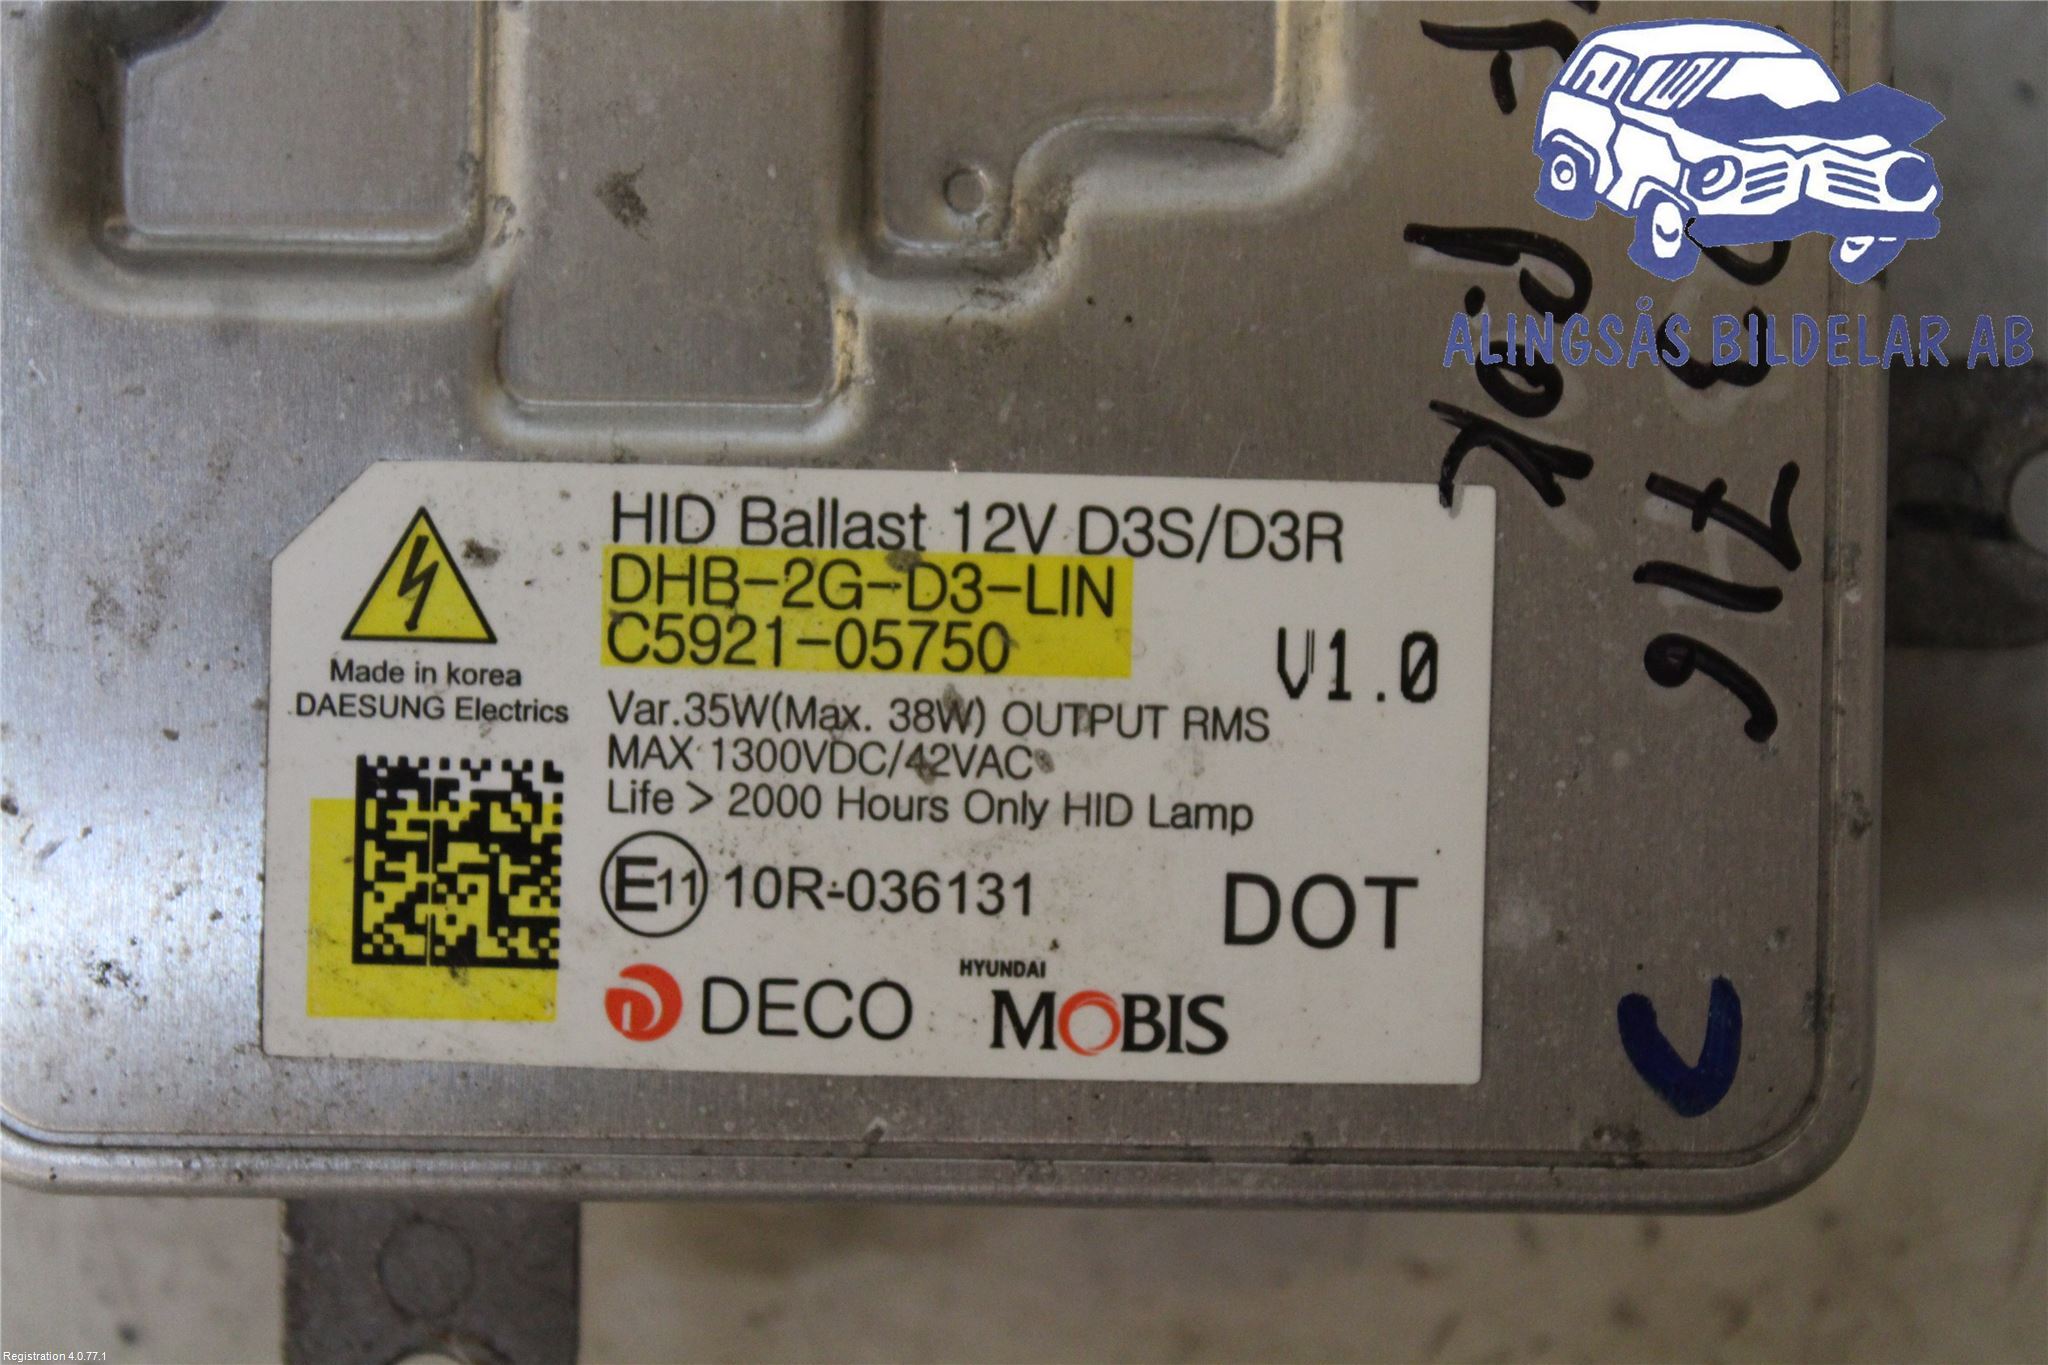 ALINGSÅS BILDELAR AB
716
HID Ballast 12V D3S/D3R
DHB-2G-D3-LIN
C5921-05750
V1.0
Made in korea
DAESUNG Electrics
Var.35W(Max. 38W) OUTPUT RMS
MAX 1300VDC/42VAC
Life > 2000 Hours Only HID Lamp
E11 10R-036131
DOT
DECO
HYUNDAI
MOBIS
Registration 4.0.77.1